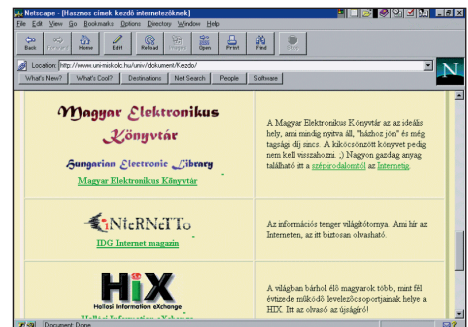 Netscape - [Hasznos címek kezdő internetezőknek]
File Edit View Go Bookmarks Options Directory Window Help
Back Forward Home Edit Reload Images Open Print Find Stop
Location: http://www.uni-miskolc.hu/univ/dokument/Kezdo/
What's New? What's Cool? Destinations Net Search People Software
Magyar Elektronikus
Könyvtár
Hungarian Electronic Library
Magyar Elektronikus Könyvtár
A Magyar Elektronikus Könyvtár az az ideális
hely, ami mindig nyitva áll, "házhoz jön" és még
tagsági díj sincs. A kikölcsönzött könyvet pedig
nem kell visszahozni. ;) Nagyon gazdag anyag
található itt a szépirodalomtól az Internetig.
iNteRNeTTo
IDG Internet magazin
Az információs tenger világítótornya. Ami hír az
Interneten, az itt biztosan olvasható.
HiX
Hollosi Information eXchange
Hollosi Information eXchange
A világban bárhol élő magyarok több, mint fél
évtizede működő levelezőcsoportjainak helye a
HIX. Itt az olvasó az újságíró!
Document: Done